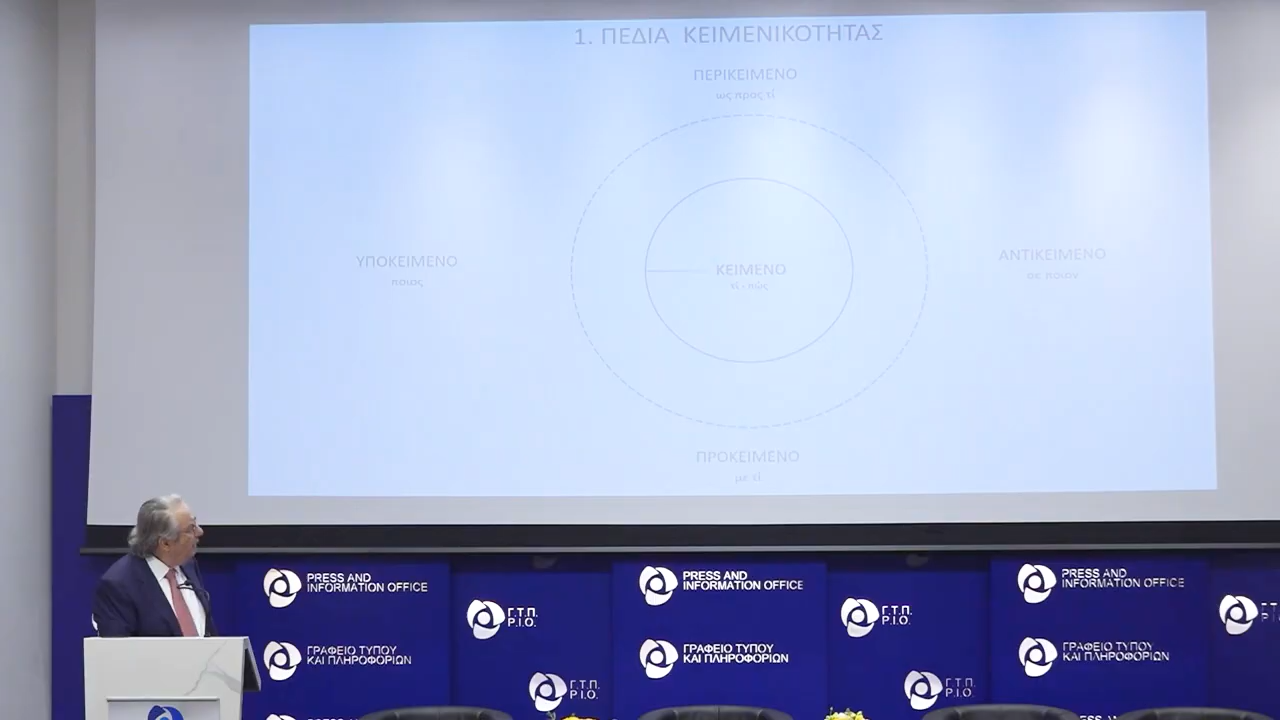 1. ΠΕΔΙΑ ΚΕΙΜΕΝΙΚΟΤΗΤΑΣ
ΠΕΡΙΚΕΙΜΕΝΟ
ως προς τί
ΥΠΟΚΕΙΜΕΝΟ
ποιος
ΚΕΙΜΕΝΟ
τί - πώς
ΑΝΤΙΚΕΙΜΕΝΟ
σε ποιον
ΠΡΟΚΕΙΜΕΝΟ
με τί
PRESS AND
INFORMATION OFFICE
Γ.Τ.Π.
P.I.O.
PRESS AND
INFORMATION OFFICE
Γ.Τ.Π.
P.I.O.
PRESS AND
INFORMATION OFFICE
ΓΡΑΦΕΙΟ ΤΥΠΟΥ
ΚΑΙ ΠΛΗΡΟΦΟΡΙΩΝ
Γ.Τ.Π.
P.I.O.
ΓΡΑΦΕΙΟ ΤΥΠΟΥ
ΚΑΙ ΠΛΗΡΟΦΟΡΙΩΝ
Γ.Τ.Π.
P.I.O.
ΓΡΑΦΕΙΟ ΤΥΠΟΥ
ΚΑΙ ΠΛΗΡΟΦΟΡΙΩΝ